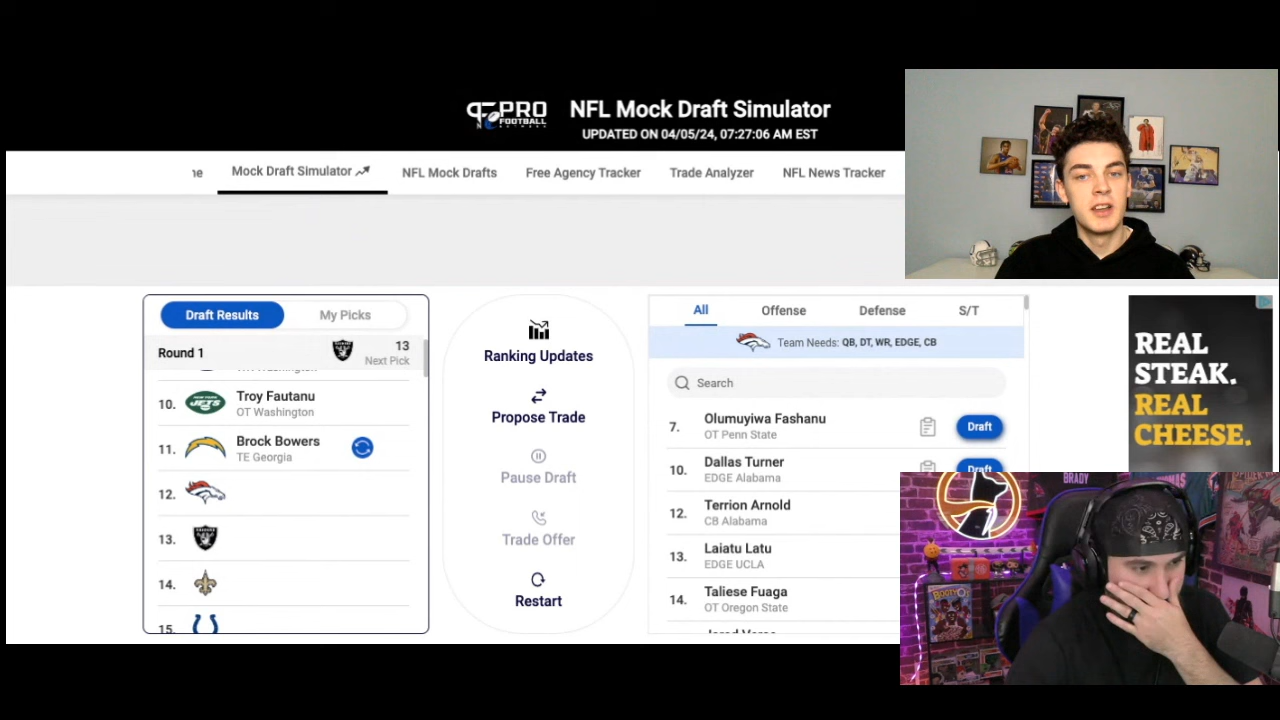 PRO
FOOTBALL
NETWORK
NFL Mock Draft Simulator
UPDATED ON 04/05/24, 07:27:06 AM EST
ne
Mock Draft Simulator
NFL Mock Drafts
Free Agency Tracker
Trade Analyzer
NFL News Tracker
Draft Results
My Picks
Round 1
13
Next Pick
10.
Troy Fautanu
OT Washington
11.
Brock Bowers
TE Georgia
12.
13.
14.
15.
Ranking Updates
Propose Trade
Pause Draft
Trade Offer
Restart
All
Offense
Defense
S/T
Team Needs: QB, DT, WR, EDGE, CB
Search
7.
Olumuyiwa Fashanu
OT Penn State
Draft
10.
Dallas Turner
EDGE Alabama
Draft
12.
Terrion Arnold
CB Alabama
13.
Laiatu Latu
EDGE UCLA
14.
Taliese Fuaga
OT Oregon State
Jared Verse
REAL
STEAK.
REAL
CHEESE.
BRADY